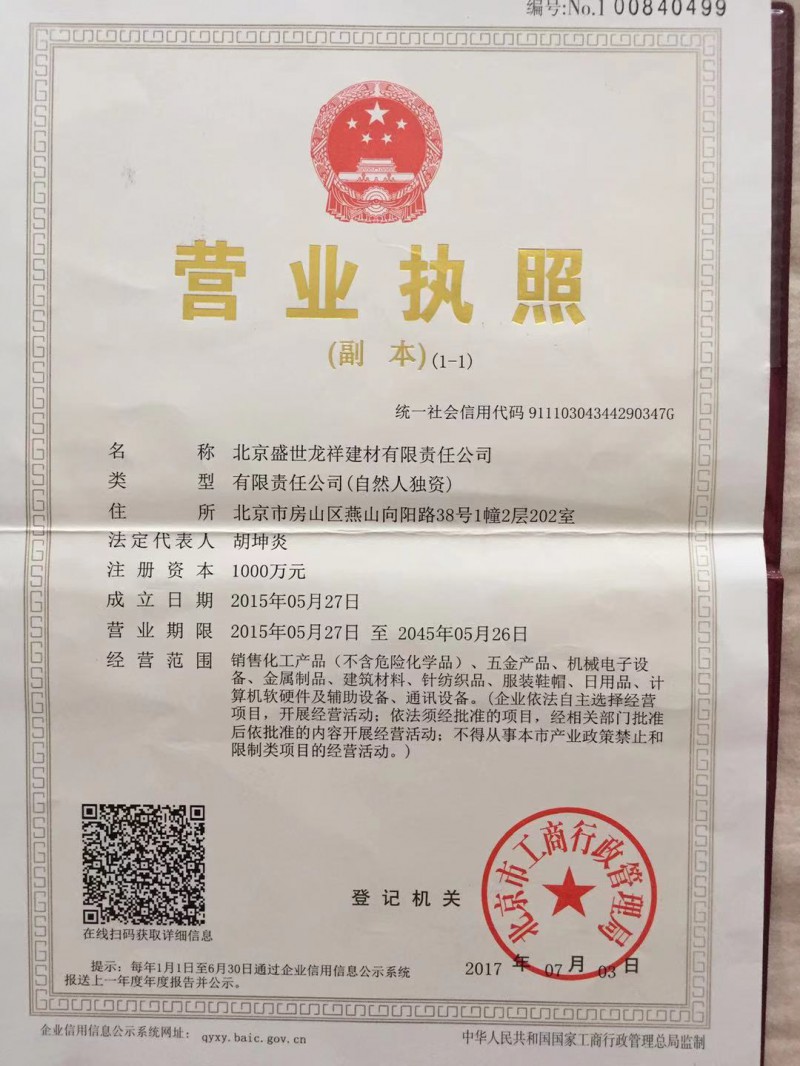 编号:No.1 00840499
营业执照
(副 本)(1-1)
统一社会信用代码 91110304344290347G
名 称 北京盛世龙祥建材有限责任公司
类 型 有限责任公司(自然人独资)
住 所 北京市房山区燕山向阳路38号1幢2层202室
法定代表人 胡坤炎
注册资本 1000万元
成立日期 2015年05月27日
营业期限 2015年05月27日 至 2045年05月26日
经营范围 销售化工产品（不含危险化学品）、五金产品、机械电子设
备、金属制品、建筑材料、针纺织品、服装鞋帽、日用品、计
算机软硬件及辅助设备、通讯设备。(企业依法自主选择经营
项目，开展经营活动；依法须经批准的项目，经相关部门批准
后依批准的内容开展经营活动；不得从事本市产业政策禁止和
限制类项目的经营活动。)
北京市工商行政管理局
登记机关
在线扫码获取详细信息
2017 年 07 月 03 日
提示：每年1月1日至6月30日通过企业信用信息公示系统
报送上一年度年度报告并公示。
企业信用信息公示系统网址： qyxy.baic.gov.cn
中华人民共和国国家工商行政管理总局监制